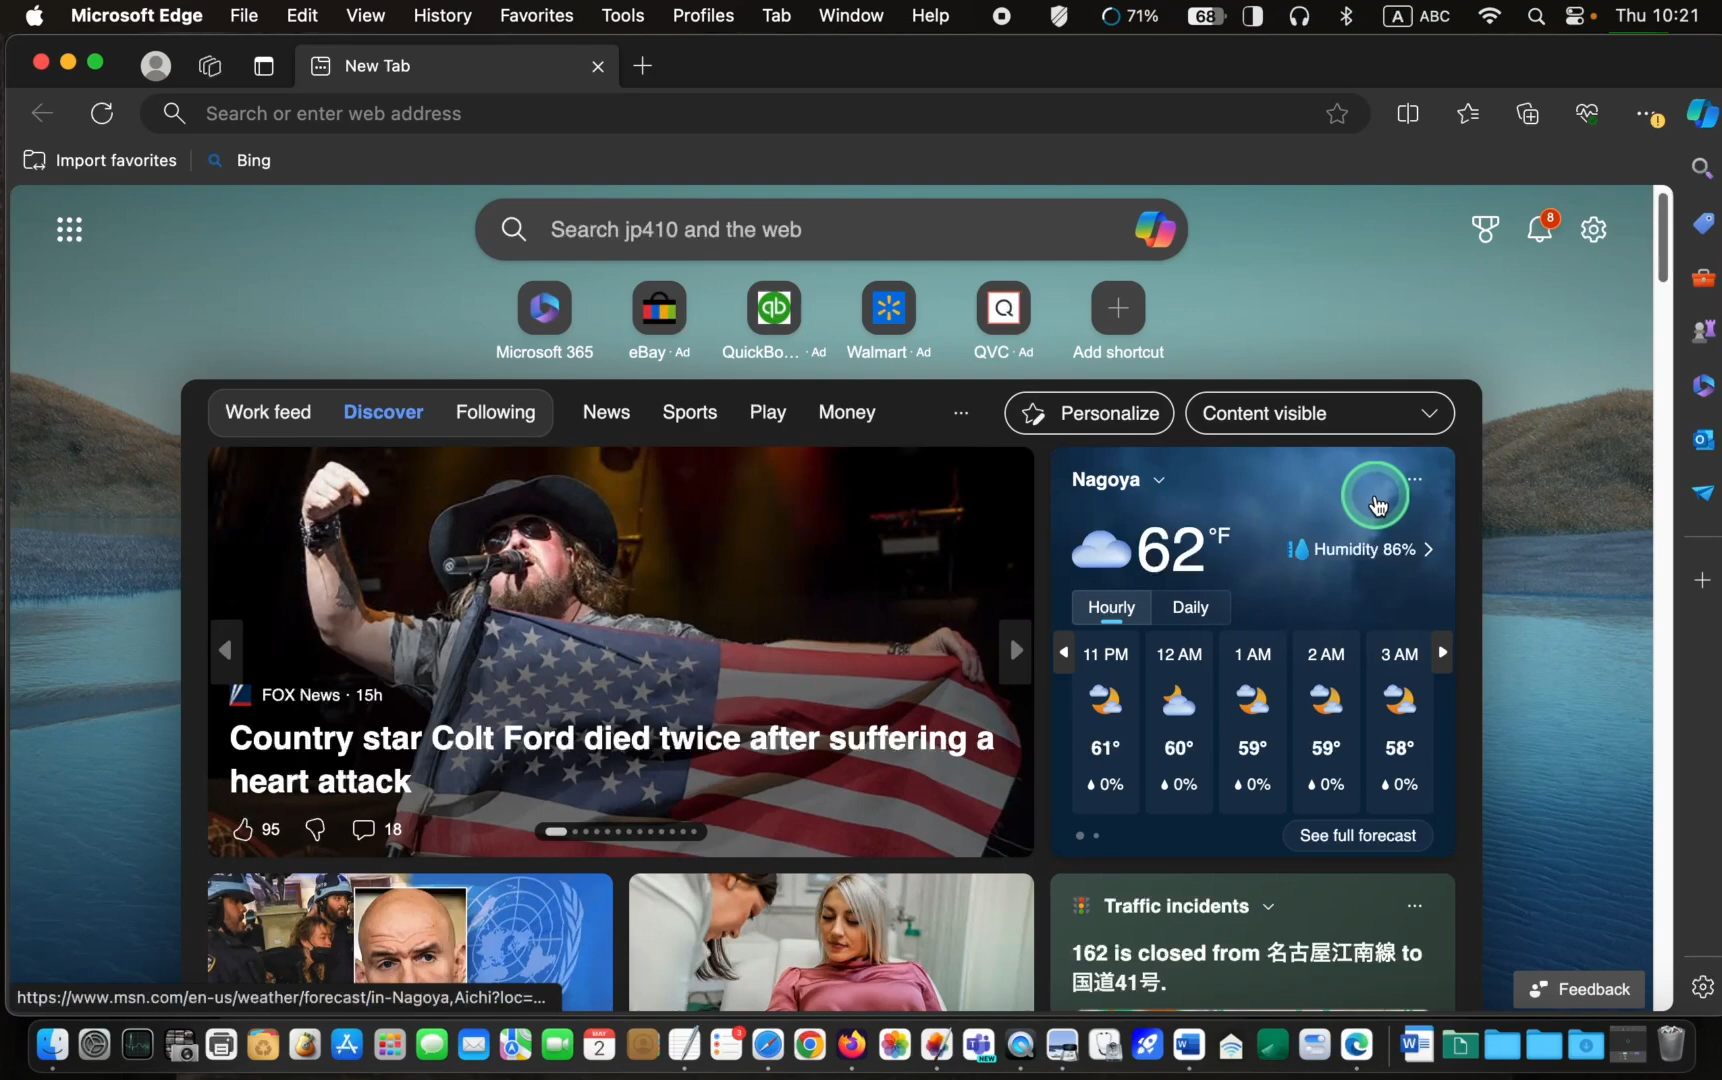 Microsoft Edge File Edit View History Favorites Tools Profiles Tab Window Help 71% 68 A ABC Thu 10:21
New Tab
Search or enter web address
Import favorites Bing
Search jp410 and the web
8
Microsoft 365 eBay · Ad QuickBo... · Ad Walmart · Ad QVC · Ad Add shortcut
Work feed Discover Following News Sports Play Money ... Personalize Content visible
Nagoya
62 °F
Humidity 86%
Hourly Daily
11 PM 12 AM 1 AM 2 AM 3 AM
61° 60° 59° 59° 58°
0% 0% 0% 0% 0%
See full forecast
FOX News · 15h
Country star Colt Ford died twice after suffering a
heart attack
95 18
Traffic incidents
162 is closed from 名古屋江南線 to
国道41号.
https://www.msn.com/en-us/weather/forecast/in-Nagoya,Aichi?loc=...
Feedback
MAY
2
3
NEW